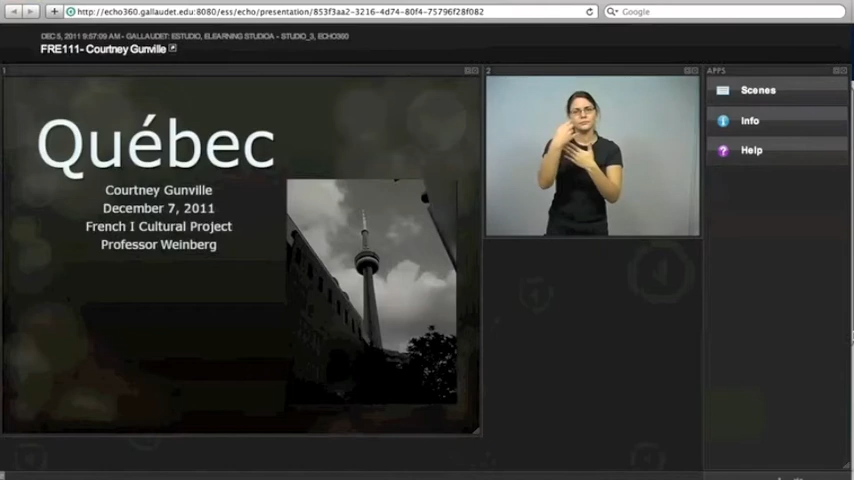 http://echo360.gallaudet.edu:8080/ess/echo/presentation/853f3aa2-3216-4d74-80f4-75796f28f082
Google
DEC 5, 2011 9:57:09 AM - GALLAUDET: ESTUDIO, ELEARNING STUDIOA - STUDIO_3, ECHO360
FRE111- Courtney Gunville
1
2
APPS
Québec
Courtney Gunville
December 7, 2011
French I Cultural Project
Professor Weinberg
Scenes
Info
Help